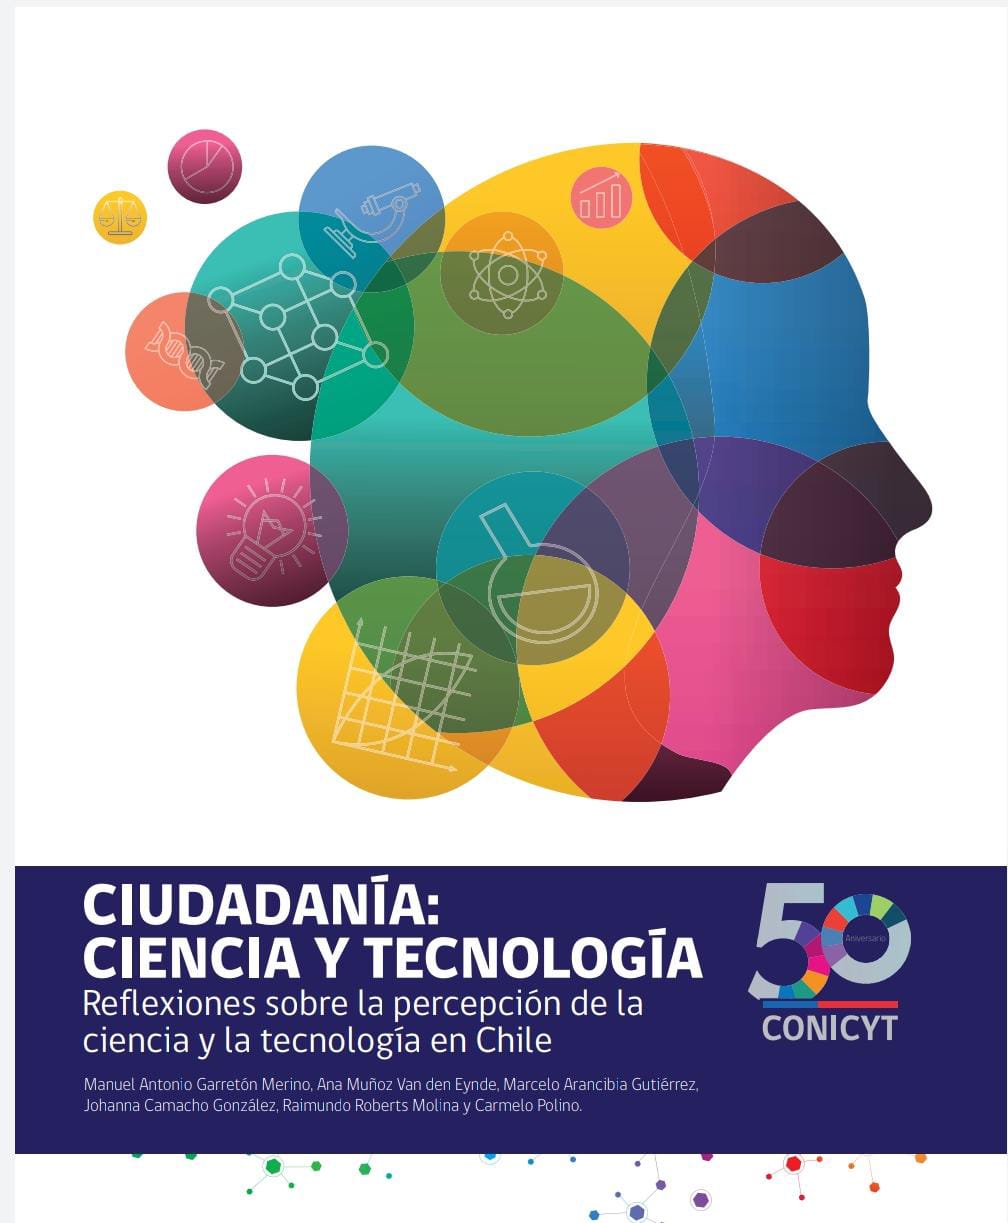 CIUDADANÍA:
CIENCIA Y TECNOLOGÍA
Reflexiones sobre la percepción de la
ciencia y la tecnología en Chile
Manuel Antonio Garretón Merino, Ana Muñoz Van den Eynde, Marcelo Arancibia Gutiérrez,
Johanna Camacho González, Raimundo Roberts Molina y Carmelo Polino.
50
Aniversario
CONICYT